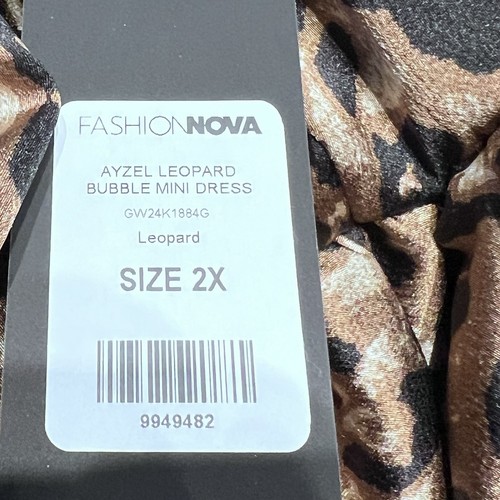 FASHIONNOVA
AYZEL LEOPARD
BUBBLE MINI DRESS
GW24K1884G
Leopard
SIZE 2X
9949482